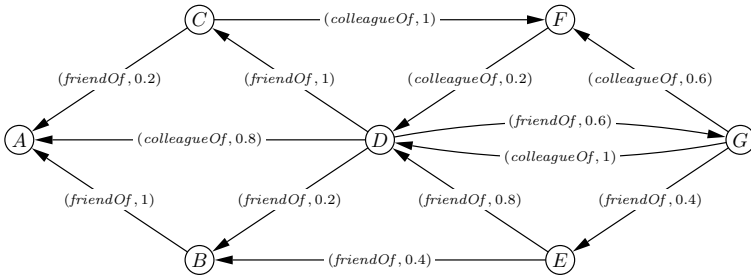 C
(colleagueOf, 1)
F
(friendOf, 0.2)
(friendOf, 1)
(colleagueOf, 0.2)
(colleagueOf, 0.6)
(friendOf, 0.6)
A
(colleagueOf, 0.8)
D
G
(colleagueOf, 1)
(friendOf, 1)
(friendOf, 0.2)
(friendOf, 0.8)
(friendOf, 0.4)
B
(friendOf, 0.4)
E